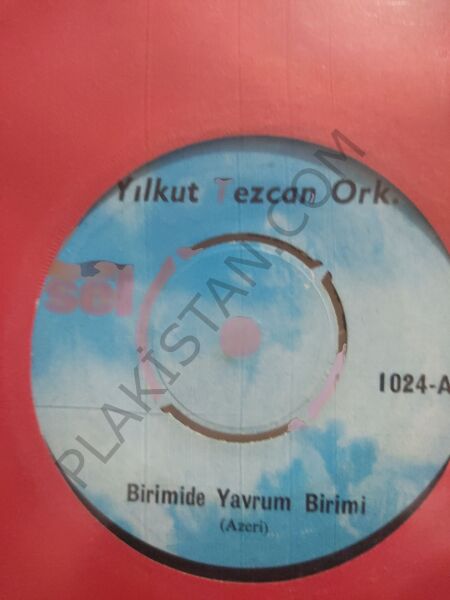 Yılkut Tezcan Ork.
sel
1024-A
Birimide Yavrum Birimi
(Azeri)
PLAKİSTAN.COM